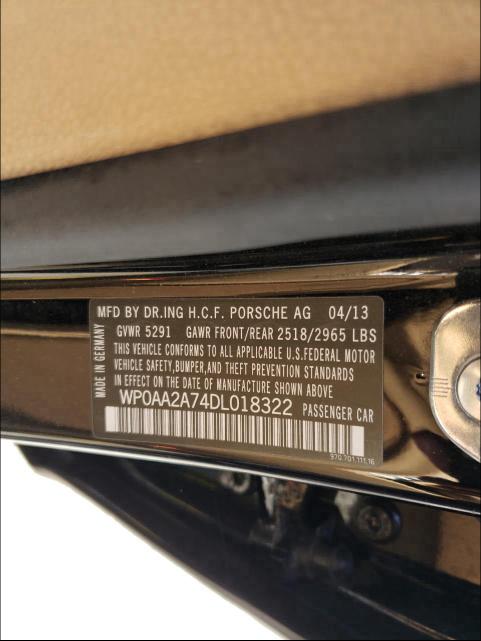 MFD BY DR.ING H.C.F. PORSCHE AG 04/13
GVWR 5291 GAWR FRONT/REAR 2518/2965 LBS
THIS VEHICLE CONFORMS TO ALL APPLICABLE U.S.FEDERAL MOTOR
VEHICLE SAFETY,BUMPER,AND THEFT PREVENTION STANDARDS
IN EFFECT ON THE DATE OF MANUFACTURE SHOWN ABOVE
WP0AA2A74DL018322 PASSENGER CAR
MADE IN GERMANY
970.701.111.16